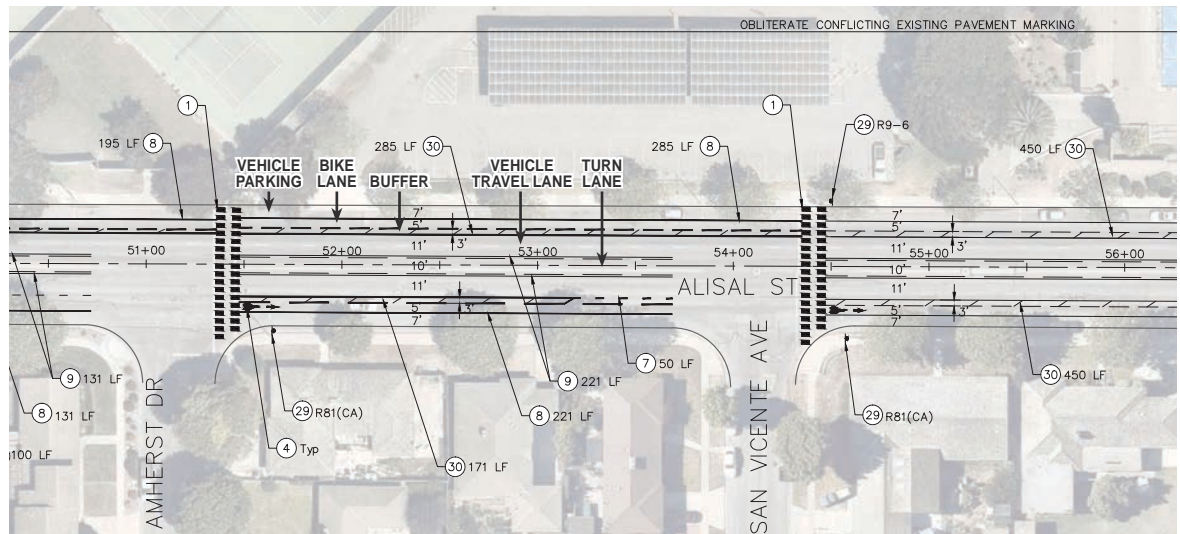 OBLITERATE CONFLICTING EXISTING PAVEMENT MARKING
1
1
29 R9-6
195 LF 8
VEHICLE
PARKING
BIKE
LANE
BUFFER
285 LF 30
VEHICLE
TRAVEL LANE
TURN
LANE
285 LF 8
450 LF 30
7'
5'
11'
3'
10'
11'
5'
3'
7'
51+00
52+00
53+00
54+00
55+00
56+00
7'
5'
11'
3'
10'
11'
5'
3'
7'
ALISAL ST
9 131 LF
8 131 LF
100 LF
AMHERST DR
29 R81(CA)
4 Typ
30 171 LF
8 221 LF
9 221 LF
7 50 LF
SAN VICENTE AVE
29 R81(CA)
30 450 LF